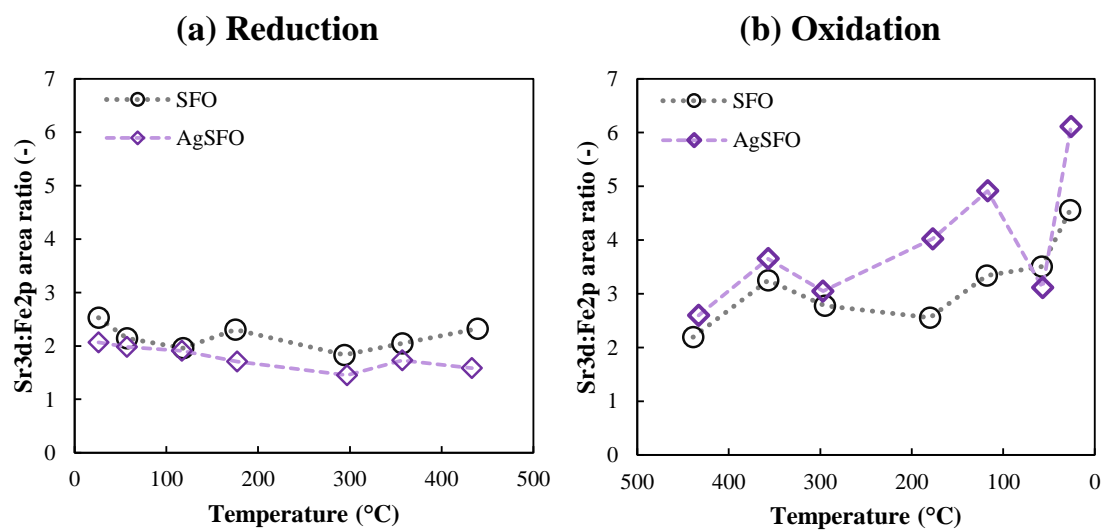 (a) Reduction
7
6
5
4
3
2
1
0
Sr3d:Fe2p area ratio (-)
SFO
AgSFO
0 100 200 300 400 500
Temperature (°C)
(b) Oxidation
7
6
5
4
3
2
1
0
Sr3d:Fe2p area ratio (-)
SFO
AgSFO
500 400 300 200 100 0
Temperature (°C)